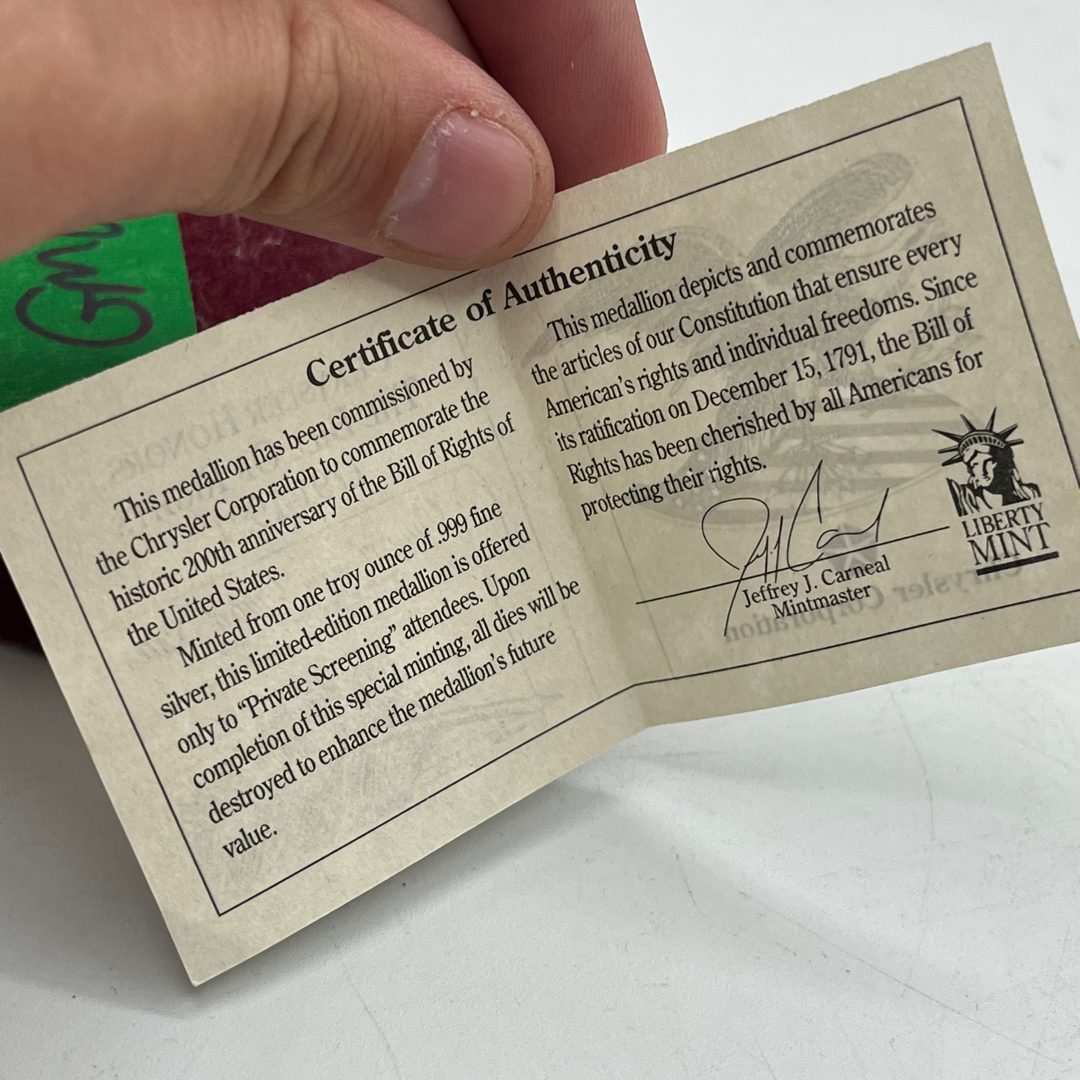 Certificate of Authenticity
This medallion has been commissioned by
the Chrysler Corporation to commemorate the
historic 200th anniversary of the Bill of Rights of
the United States.
Minted from one troy ounce of .999 fine
silver, this limited-edition medallion is offered
only to “Private Screening” attendees. Upon
completion of this special minting, all dies will be
destroyed to enhance the medallion's future
value.
This medallion depicts and commemorates
the articles of our Constitution that ensure every
American's rights and individual freedoms. Since
its ratification on December 15, 1791, the Bill of
Rights has been cherished by all Americans for
protecting their rights.
Jeffrey J. Carneal
Mintmaster
LIBERTY
MINT